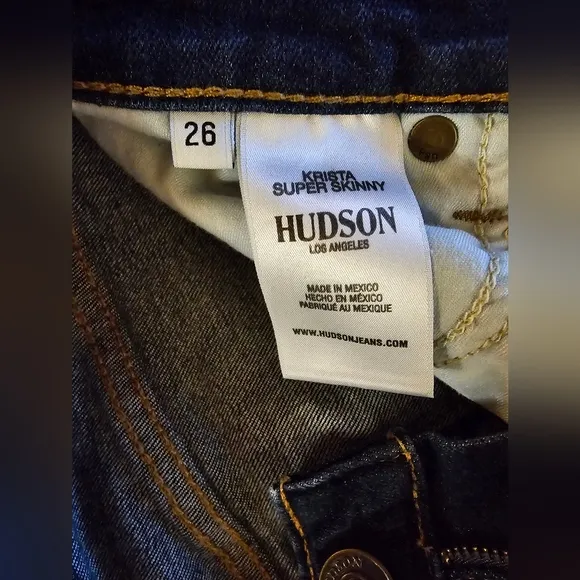 26
KRISTA
SUPER SKINNY
HUDSON
LOS ANGELES
MADE IN MEXICO
HECHO EN MÉXICO
FABRIQUÉ AU MEXIQUE
WWW.HUDSONJEANS.COM